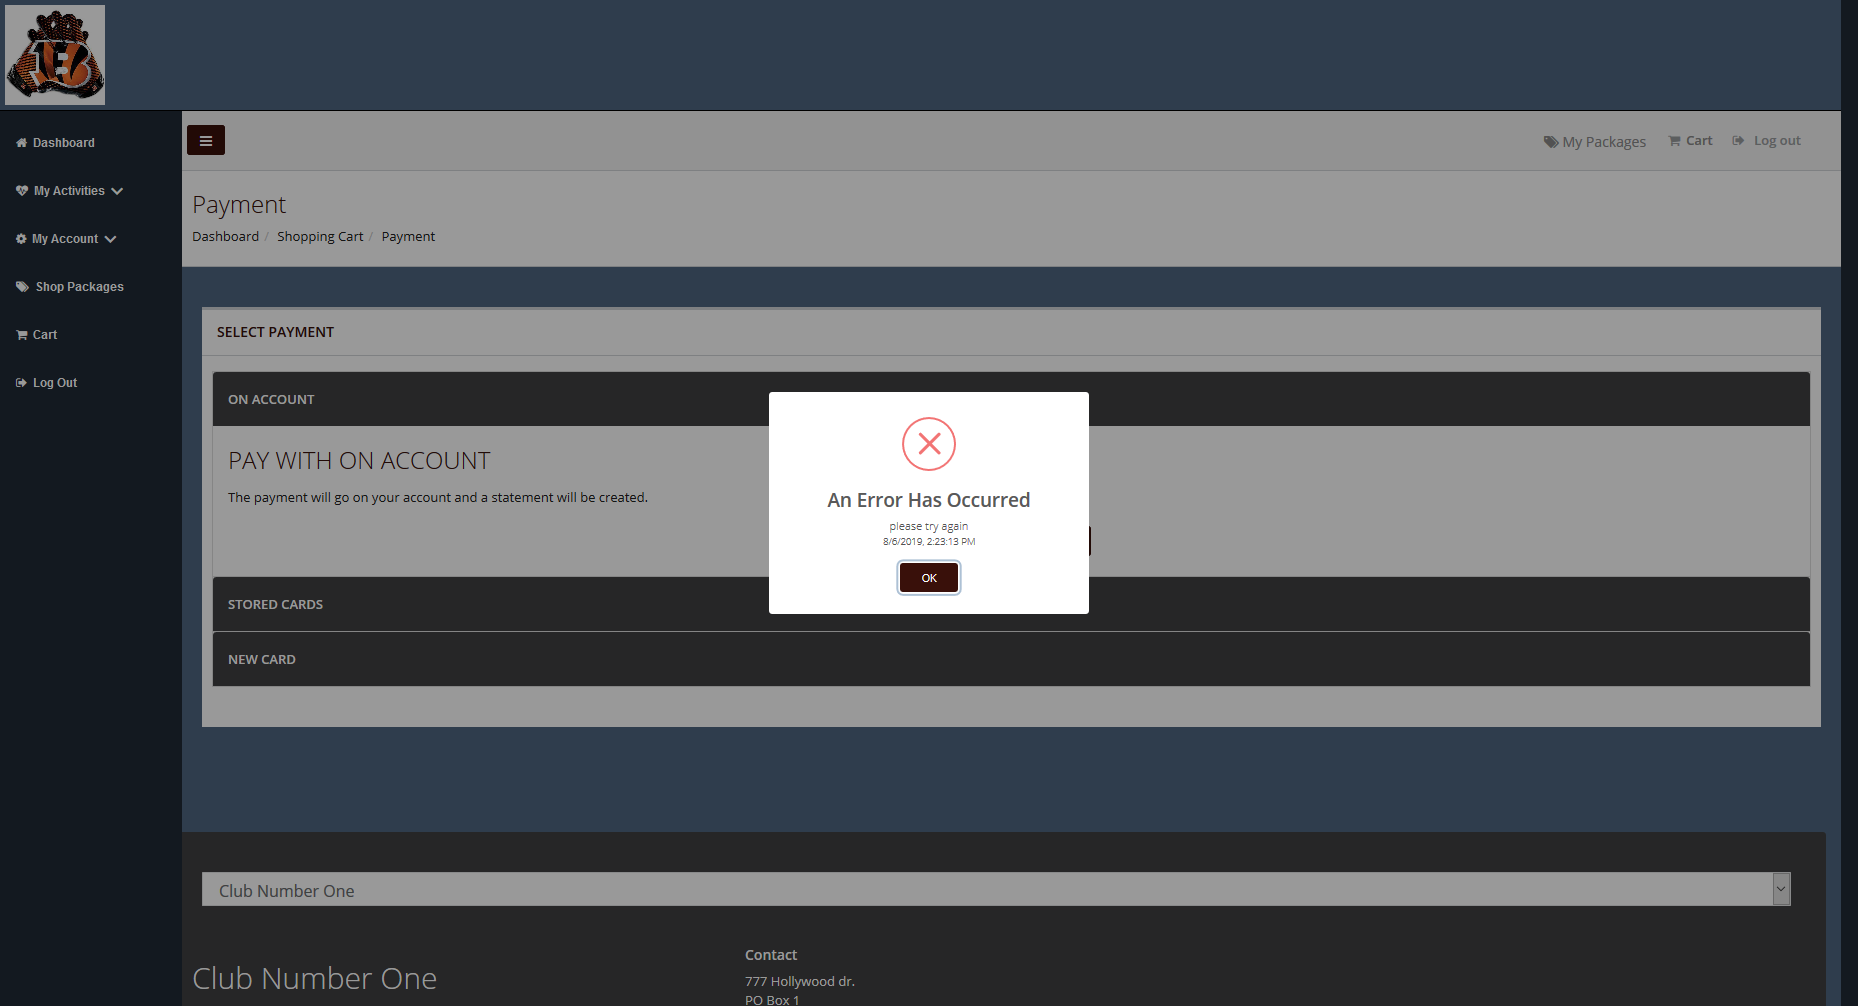 Dashboard
My Activities
My Account
Shop Packages
Cart
Log Out
My Packages
Cart
Log out
Payment
Dashboard / Shopping Cart / Payment
SELECT PAYMENT
ON ACCOUNT
PAY WITH ON ACCOUNT
The payment will go on your account and a statement will be created.
STORED CARDS
NEW CARD
An Error Has Occurred
please try again
8/6/2019, 2:23:13 PM
OK
Club Number One
Club Number One
Contact
777 Hollywood dr.
PO Box 1